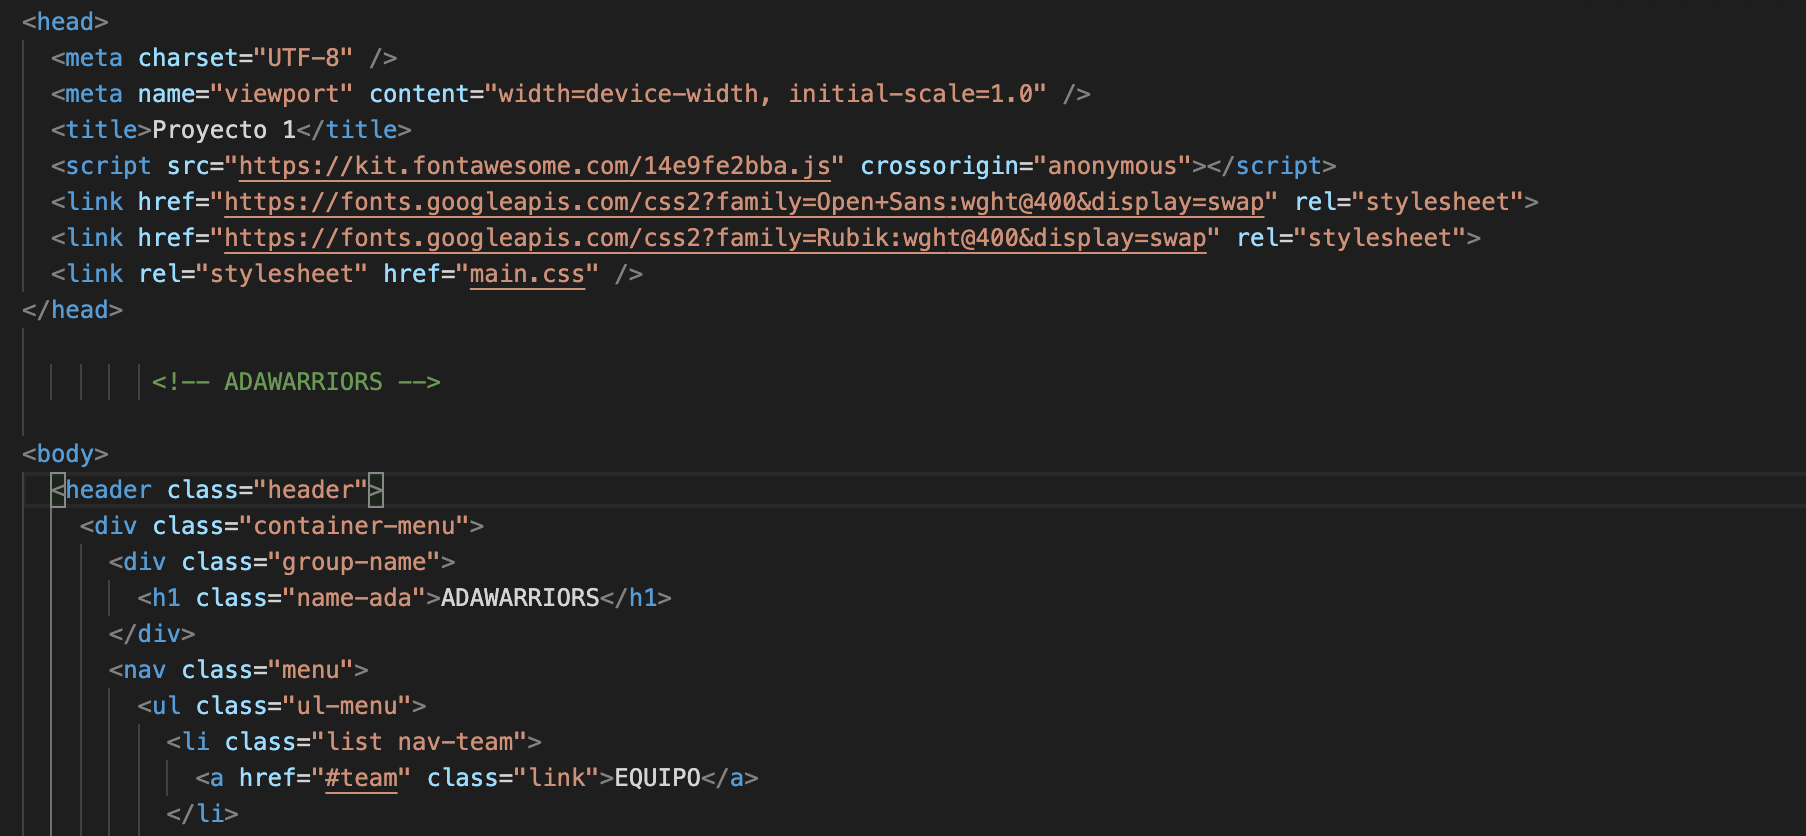 <head>
<meta charset="UTF-8" />
<meta name="viewport" content="width=device-width, initial-scale=1.0" />
<title>Proyecto 1</title>
<script src="https://kit.fontawesome.com/14e9fe2bba.js" crossorigin="anonymous"></script>
<link href="https://fonts.googleapis.com/css2?family=Open+Sans:wght@400&display=swap" rel="stylesheet">
<link href="https://fonts.googleapis.com/css2?family=Rubik:wght@400&display=swap" rel="stylesheet">
<link rel="stylesheet" href="main.css" />
</head>
<!-- ADAWARRIORS -->
<body>
<header class="header">
<div class="container-menu">
<div class="group-name">
<h1 class="name-ada">ADAWARRIORS</h1>
</div>
<nav class="menu">
<ul class="ul-menu">
<li class="list nav-team">
<a href="#team" class="link">EQUIPO</a>
</li>